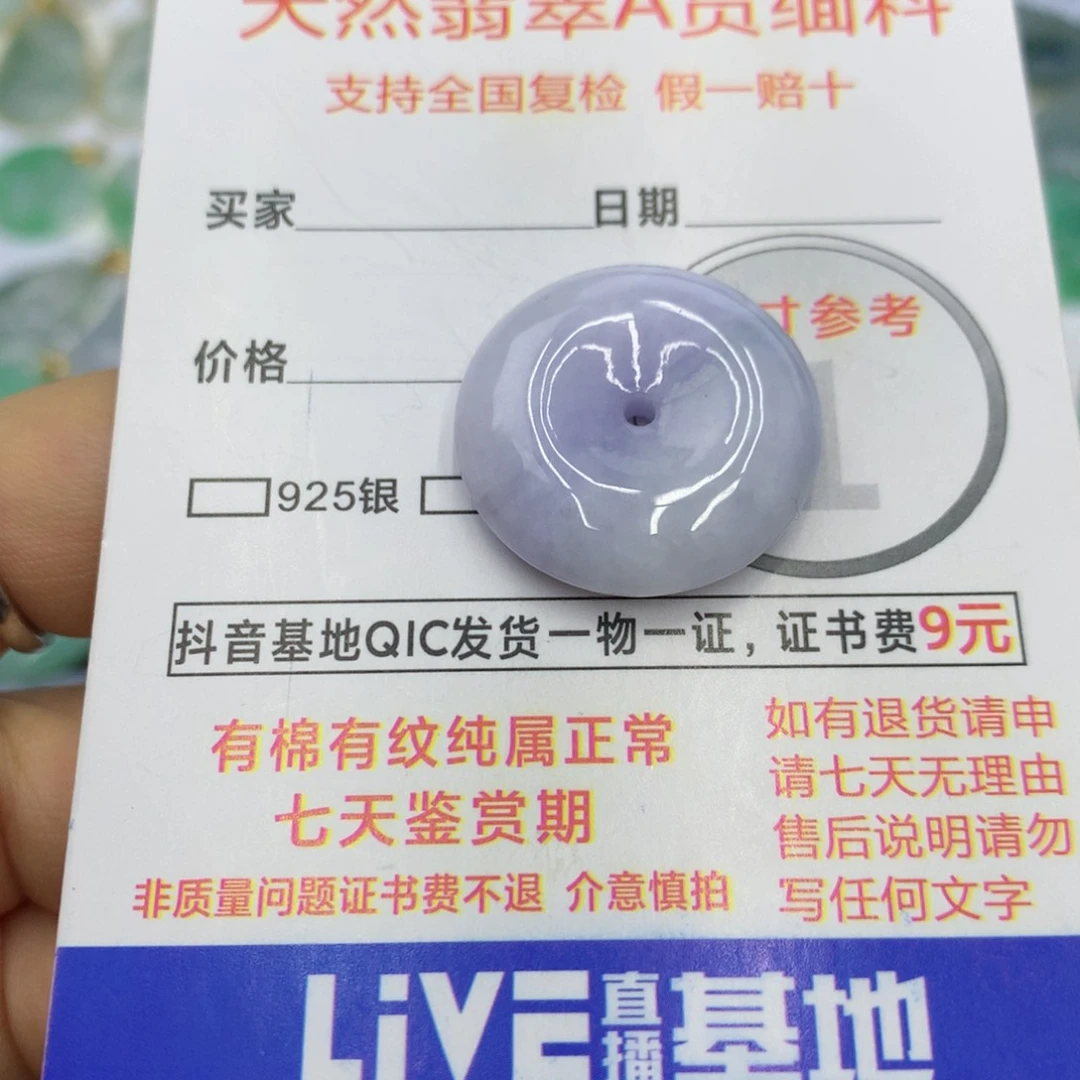 天然翡翠A货缅料
支持全国复检 假一赔十
买家 日期
寸参考
价格
1
925银
抖音基地QIC发货一物一证，证书费9元
有棉有纹纯属正常
七天鉴赏期
非质量问题证书费不退 介意慎拍
如有退货请申
请七天无理由
售后说明请勿
写任何文字
LiVE直播基地